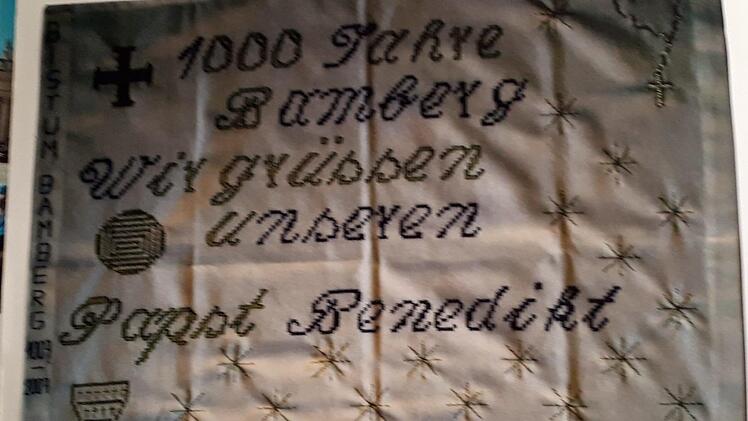 1000 Jahre
Bamberg
Wir grüssen
unseren
Papst Benedikt
BISTUM BAMBERG 1007 – 2007